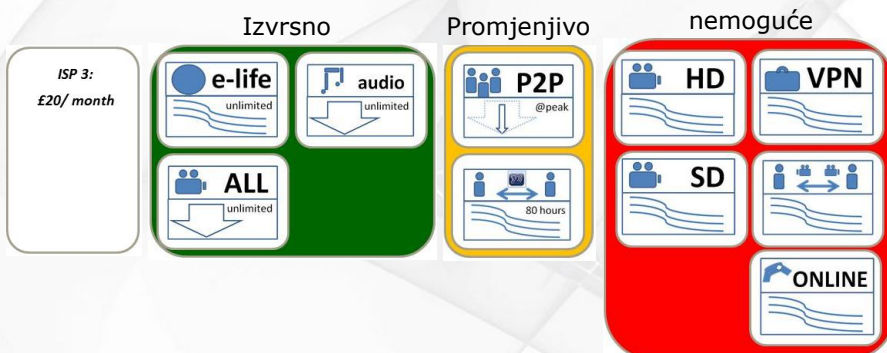 Izvrsno
Promjenjivo
nemoguće
ISP 3:
£20/ month
e-life
unlimited
audio
unlimited
ALL
unlimited
P2P
@peak
80 hours
HD
VPN
SD
ONLINE